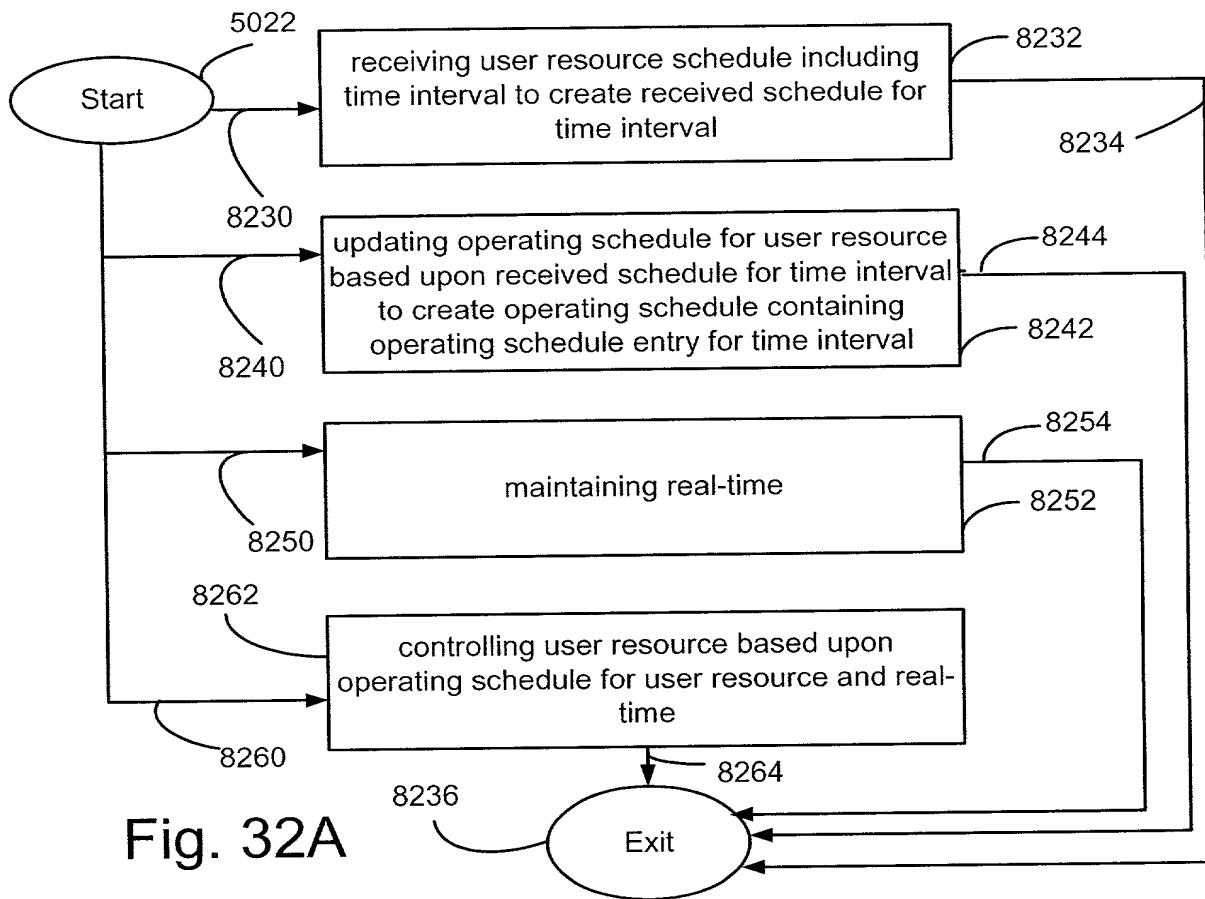 5022
Start
receiving user resource schedule including
time interval to create received schedule for
time interval
8232
8234
8230
updating operating schedule for user resource
based upon received schedule for time interval
to create operating schedule containing
operating schedule entry for time interval
8244
8242
8240
maintaining real-time
8254
8252
8250
8262
controlling user resource based upon
operating schedule for user resource and real-
time
8260
8264
8236
Exit
Fig. 32A